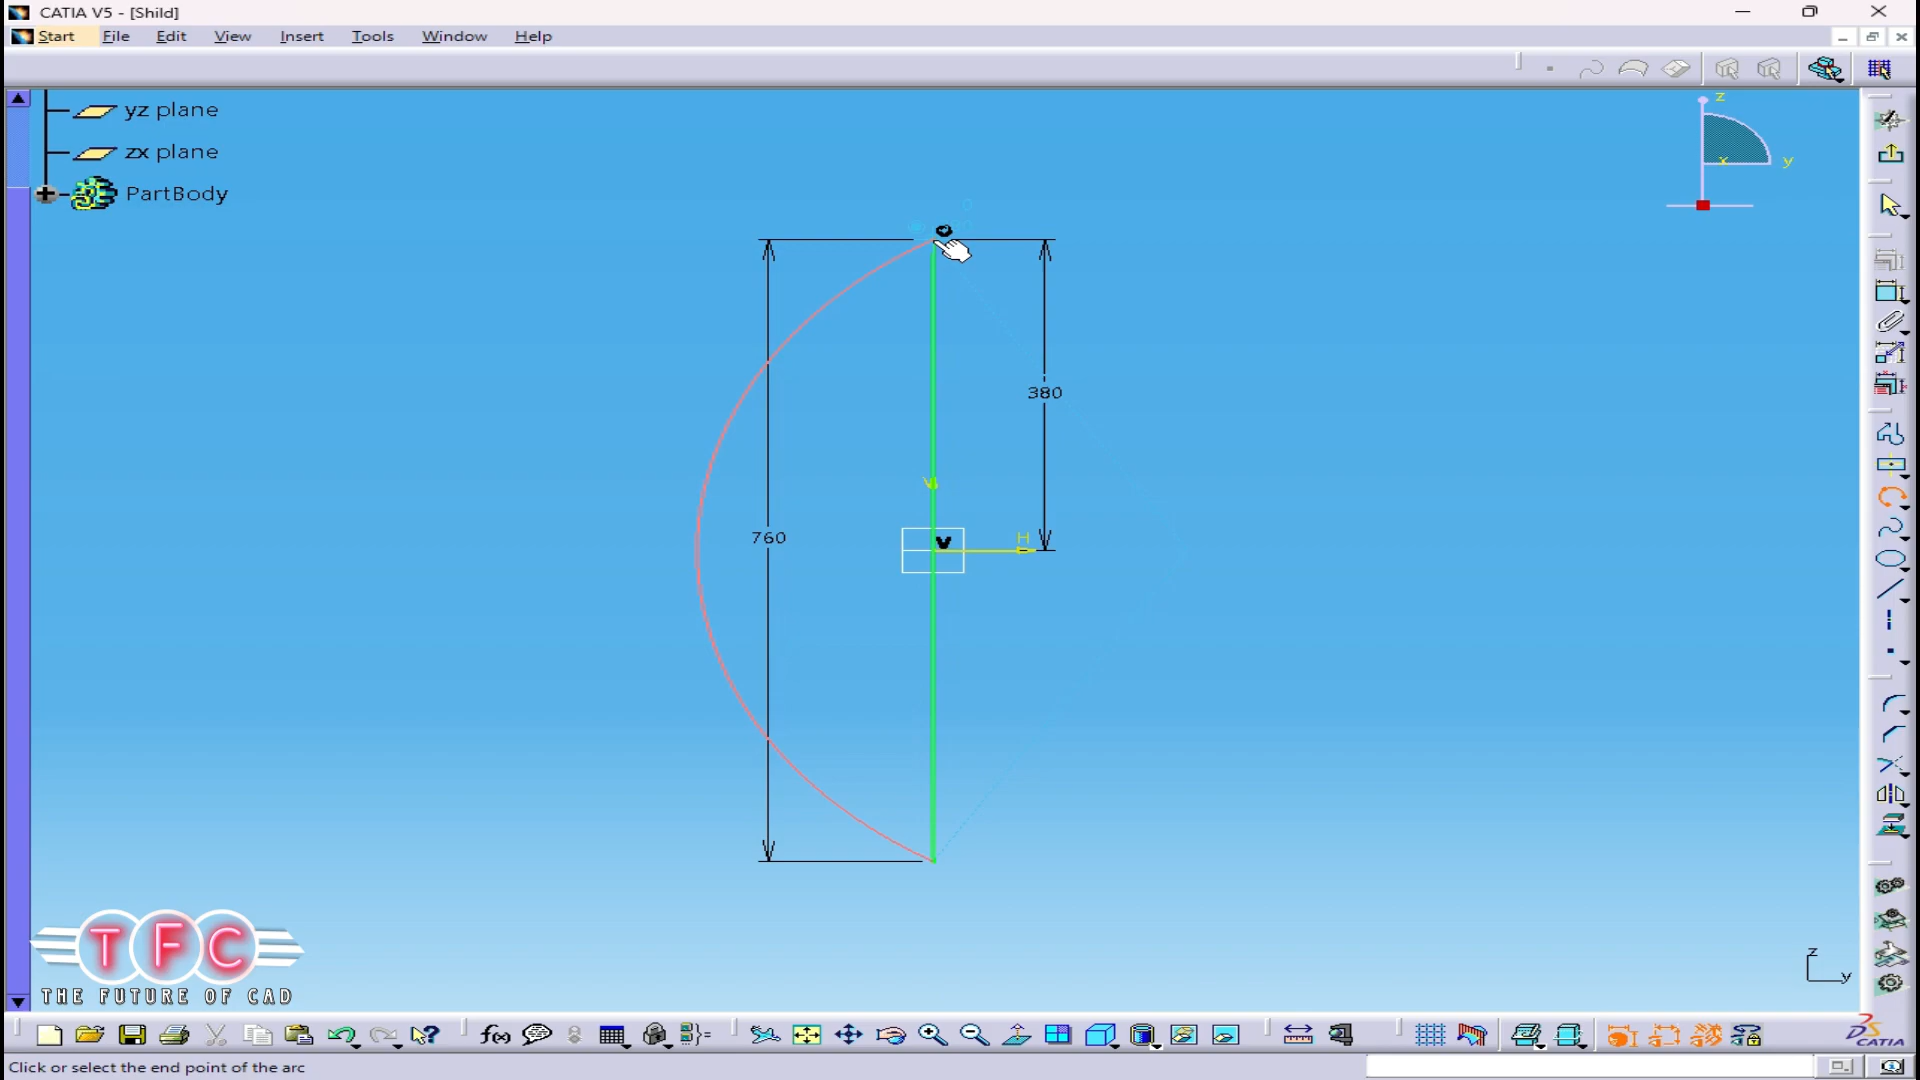 CATIA V5 - [Shild]
Start File Edit View Insert Tools Window Help
yz plane
zx plane
PartBody
z
x
y
D
380
V
760
V
H
z
y
TFC
THE FUTURE OF CAD
f(x)
?
CATIA
Click or select the end point of the arc